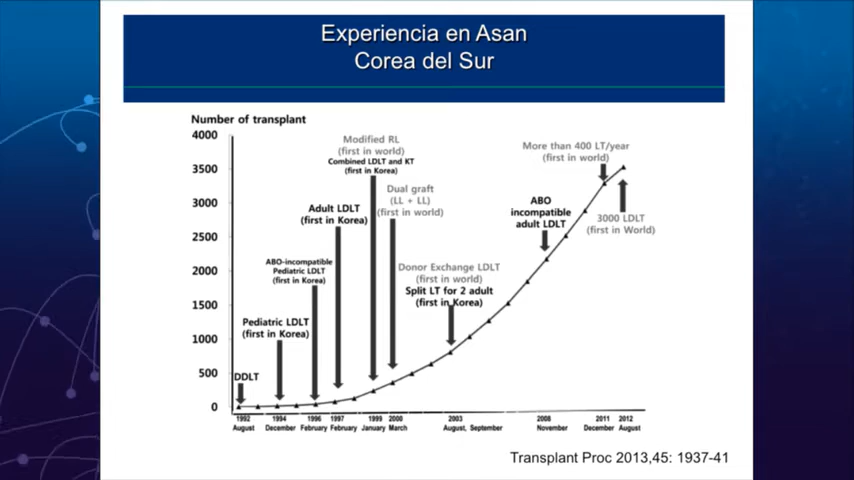 Experiencia en Asan
Corea del Sur
Number of transplant
4000
3500
3000
2500
2000
1500
1000
500
0
Modified RL
(first in world)
Combined LDLT and KT
(first in Korea)
Dual graft
(LL + LL)
(first in world)
Adult LDLT
(first in Korea)
ABO-incompatible
Pediatric LDLT
(first in Korea)
Pediatric LDLT
(first in Korea)
DDLT
Donor Exchange LDLT
(first in world)
Split LT for 2 adult
(first in Korea)
ABO
incompatible
adult LDLT
More than 400 LT/year
(first in world)
3000 LDLT
(first in World)
1992
August
1994
December
1996
February
1997
February
1999
January
2000
March
2003
August, September
2008
November
2011
December
2012
August
Transplant Proc 2013,45: 1937-41